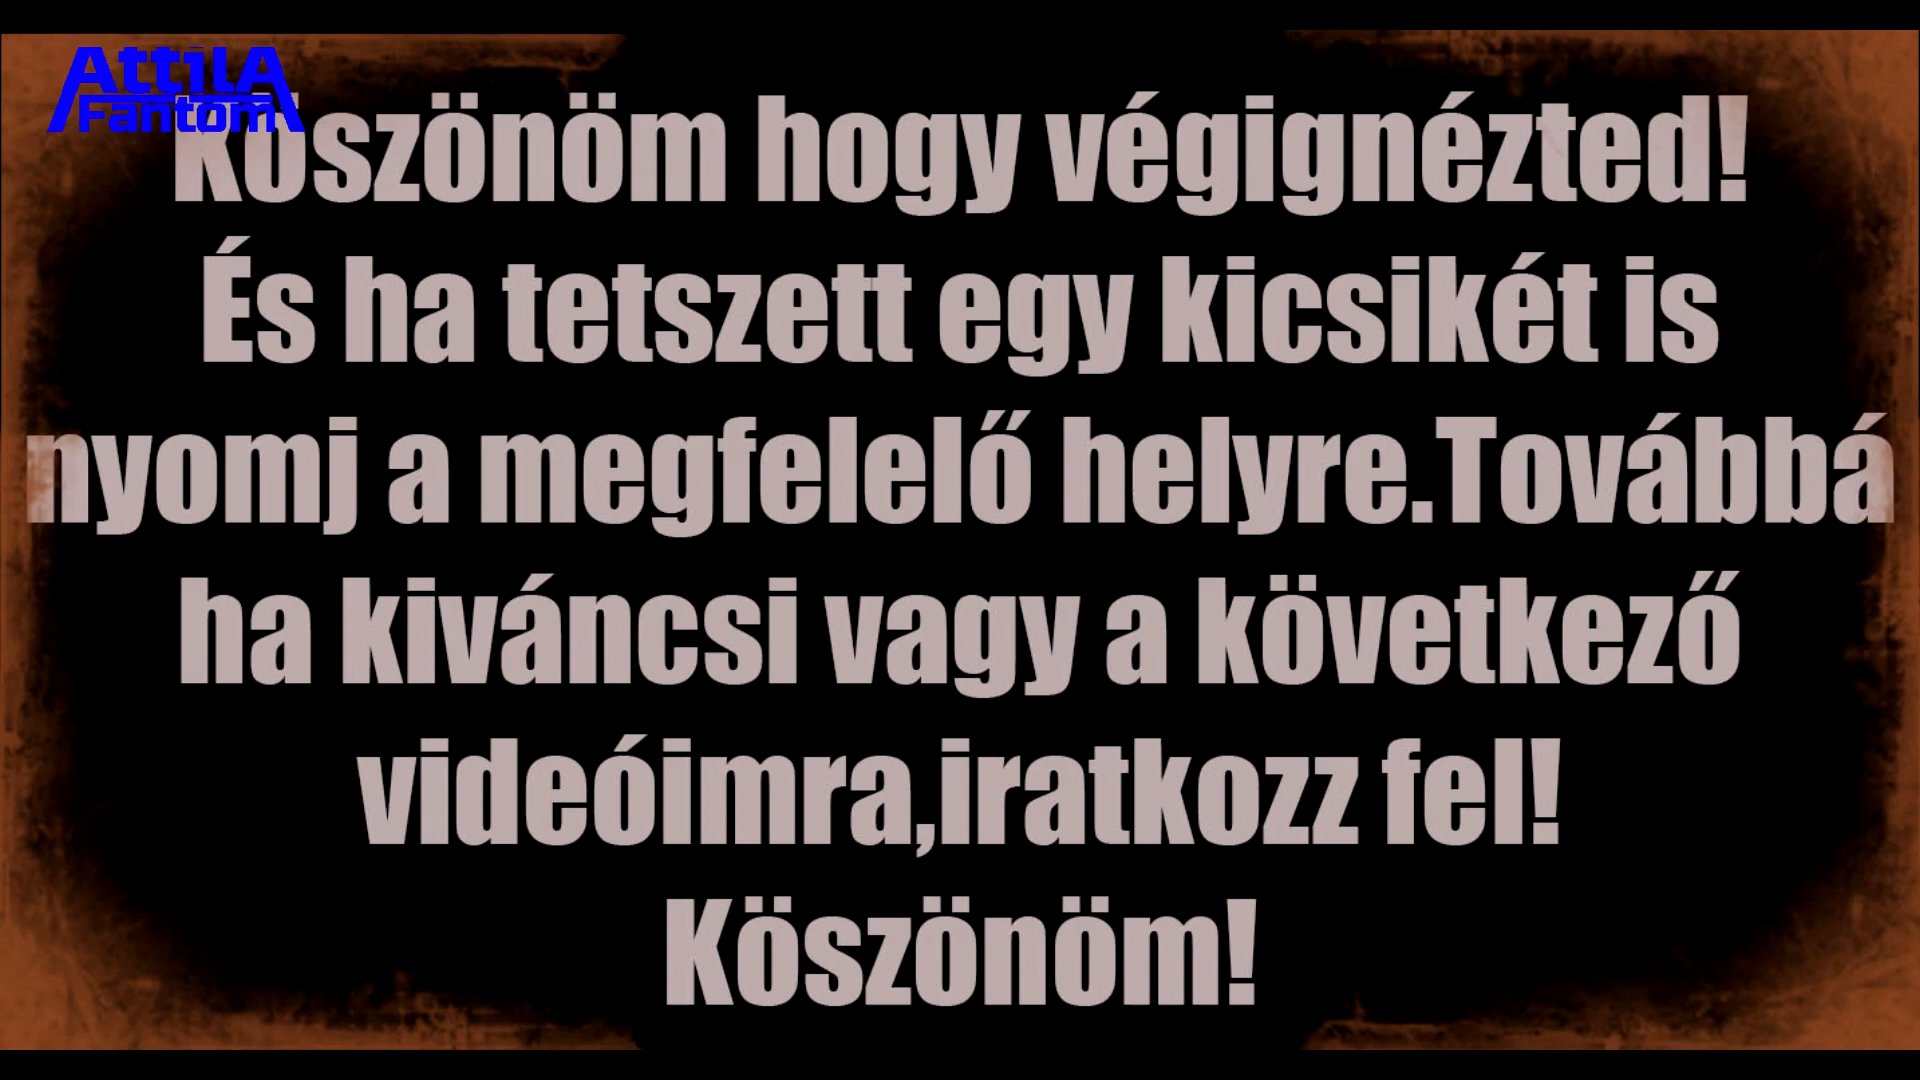 AttilA
Fantom
Köszönöm hogy végignézted!
És ha tetszett egy kicsikét is
nyomj a megfelelő helyre.Továbbá
ha kiváncsi vagy a következő
videóimra,iratkozz fel!
Köszönöm!